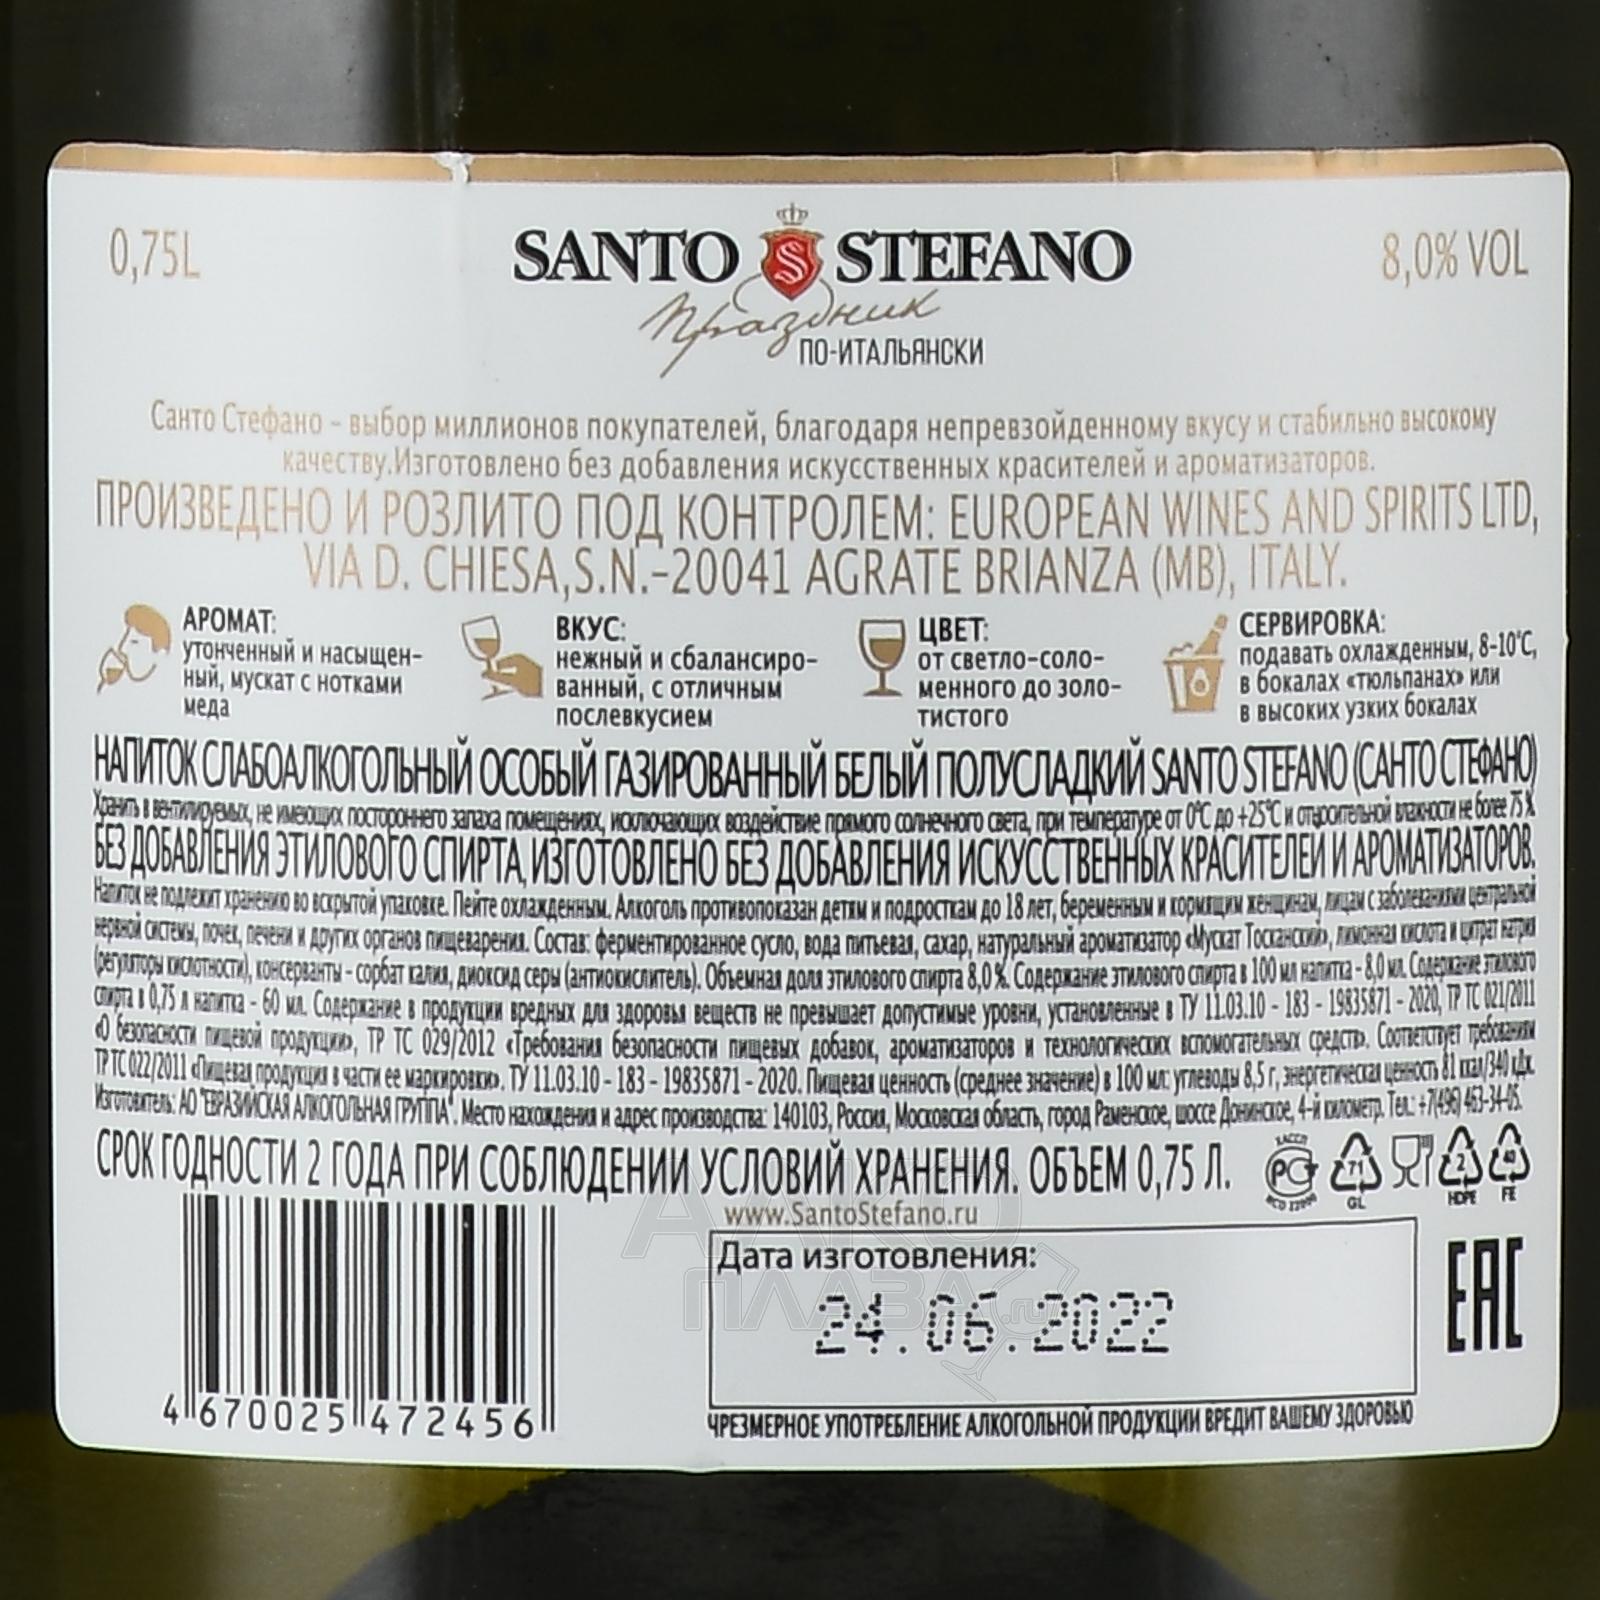 0,75L
SANTO STEFANO
8,0% VOL
Праздник
ПО-ИТАЛЬЯНСКИ
Санто Стефано – выбор миллионов покупателей, благодаря непревзойденному вкусу и стабильно высокому
качеству.Изготовлено без добавления искусственных красителей и ароматизаторов.
ПРОИЗВЕДЕНО И РОЗЛИТО ПОД КОНТРОЛЕМ: EUROPEAN WINES AND SPIRITS LTD,
VIA D. CHIESA,S.N.–20041 AGRATE BRIANZA (MB), ITALY.
АРОМАТ:
утонченный и насыщен-
ный, мускат с нотками
меда
ВКУС:
нежный и сбалансиро-
ванный, с отличным
послевкусием
ЦВЕТ:
от светло-соло-
менного до золо-
тистого
СЕРВИРОВКА:
подавать охлажденным, 8–10°С,
в бокалах «тюльпанах» или
в высоких узких бокалах
НАПИТОК СЛАБОАЛКОГОЛЬНЫЙ ОСОБЫЙ ГАЗИРОВАННЫЙ БЕЛЫЙ ПОЛУСЛАДКИЙ SANTO STEFANO (САНТО СТЕФАНО)
Хранить в вентилируемых, не имеющих постороннего запаха помещениях, исключающих воздействие прямого солнечного света, при температуре от 0°С до +25°С и относительной влажности не более 75 %.
БЕЗ ДОБАВЛЕНИЯ ЭТИЛОВОГО СПИРТА, ИЗГОТОВЛЕНО БЕЗ ДОБАВЛЕНИЯ ИСКУССТВЕННЫХ КРАСИТЕЛЕЙ И АРОМАТИЗАТОРОВ.
Напиток не подлежит хранению во вскрытой упаковке. Пейте охлажденным. Алкоголь противопоказан детям и подросткам до 18 лет, беременным и кормящим женщинам, лицам с заболеваниями центральной
нервной системы, почек, печени и других органов пищеварения. Состав: ферментированное сусло, вода питьевая, сахар, натуральный ароматизатор «Мускат Тосканский», лимонная кислота и цитрат натрия
(регуляторы кислотности), консерванты - сорбат калия, диоксид серы (антиокислитель). Объемная доля этилового спирта 8,0 %. Содержание этилового спирта в 100 мл напитка - 8,0 мл. Содержание этилового
спирта в 0,75 л напитка - 60 мл. Содержание в продукции вредных для здоровья веществ не превышает допустимые уровни, установленные в ТУ 11.03.10 - 183 - 19835871 - 2020, ТР ТС 021/2011
«О безопасности пищевой продукции», ТР ТС 029/2012 «Требования безопасности пищевых добавок, ароматизаторов и технологических вспомогательных средств». Соответствует требованиям
ТР ТС 022/2011 «Пищевая продукция в части ее маркировки». ТУ 11.03.10 - 183 - 19835871 - 2020. Пищевая ценность (среднее значение) в 100 мл: углеводы 8,5 г, энергетическая ценность 81 ккал/340 кДж.
Изготовитель: АО "ЕВРАЗИЙСКАЯ АЛКОГОЛЬНАЯ ГРУППА". Место нахождения и адрес производства: 140103, Россия, Московская область, город Раменское, шоссе Донинское, 4-й километр. Тел.: +7(496) 463-34-05.
СРОК ГОДНОСТИ 2 ГОДА ПРИ СОБЛЮДЕНИИ УСЛОВИЙ ХРАНЕНИЯ. ОБЪЕМ 0,75 Л.
ХАССП
РС
ИСО 22000
71
GL
2
HDPE
40
FE
www.SantoStefano.ru
АЛКО
ПЛАЗА.ru
Дата изготовления:
24.06.2022
EAC
4 670025 472456
ЧРЕЗМЕРНОЕ УПОТРЕБЛЕНИЕ АЛКОГОЛЬНОЙ ПРОДУКЦИИ ВРЕДИТ ВАШЕМУ ЗДОРОВЬЮ